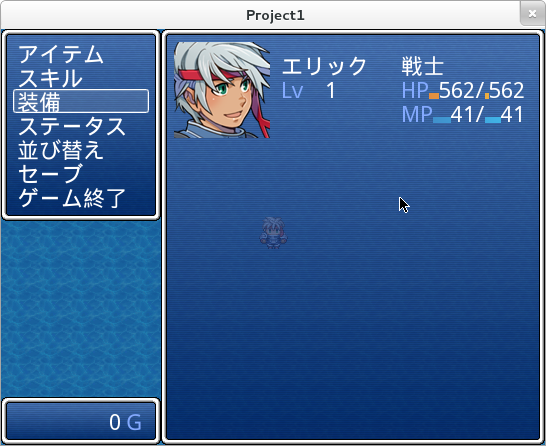 Project1
アイテム
スキル
装備
ステータス
並び替え
セーブ
ゲーム終了
エリック 戦士
Lv 1 HP 562/562
MP 41/41
0 G